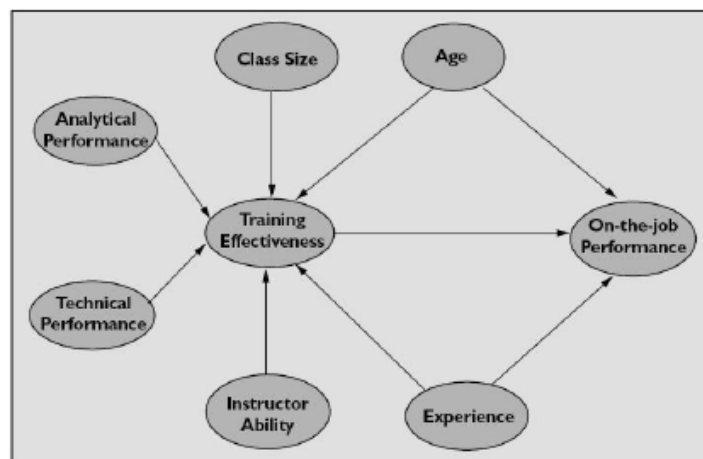 Class Size
Age
Analytical
Performance
Training
Effectiveness
On-the-job
Performance
Technical
Performance
Instructor
Ability
Experience